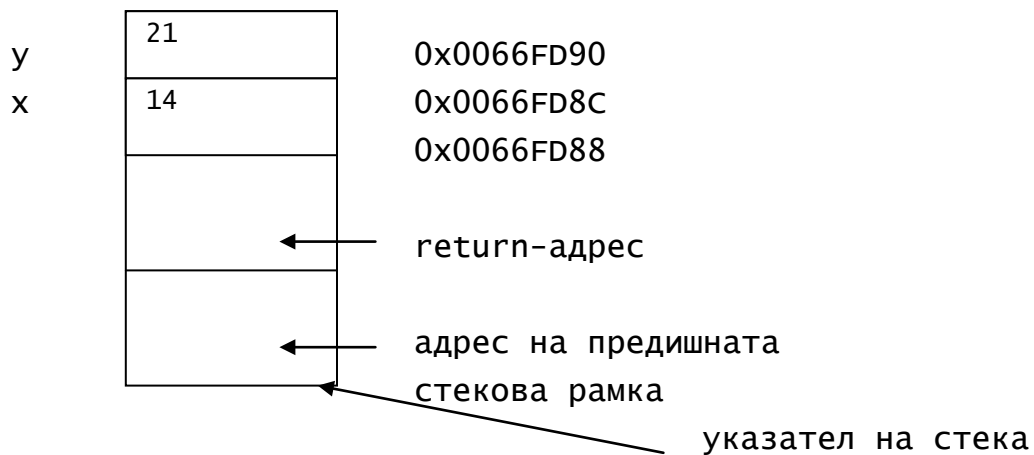 21
y 0x0066FD90
x 14 0x0066FD8C
0x0066FD88
return-адрес
адрес на предишната
стекова рамка
указател на стека